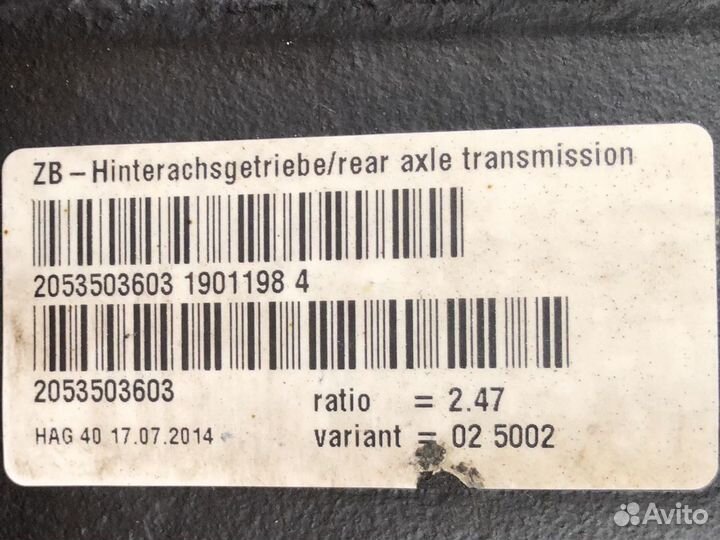 ZB – Hinterachsgetriebe/rear axle transmission
2053503603 1901198 4
2053503603
ratio = 2.47
HAG 40 17.07.2014
variant = 02 5002
Avito